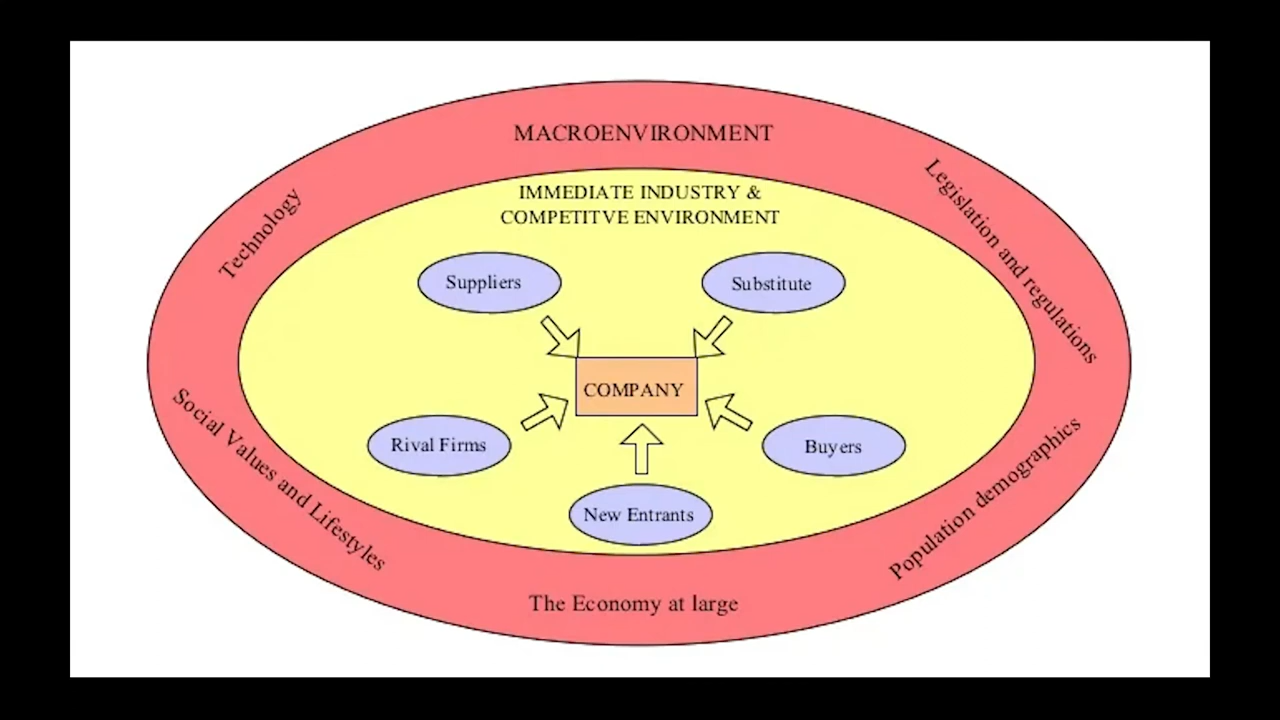 MACROENVIRONMENT
IMMEDIATE INDUSTRY &
COMPETITVE ENVIRONMENT
Technology
Legislation and regulations
Suppliers
Substitute
COMPANY
Rival Firms
Buyers
New Entrants
Social Values and Lifestyles
Population demographics
The Economy at large